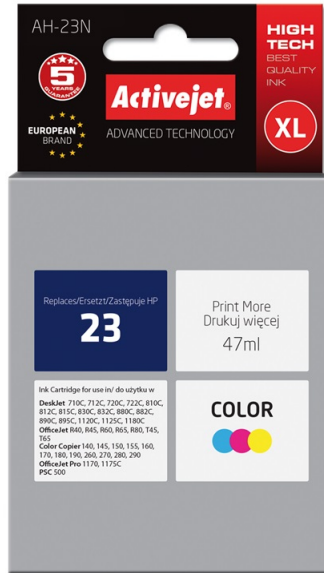 AH-23N
HIGH
TECH
BEST
QUALITY
INK
5
YEARS
GUARANTEE
Activejet®
EUROPEAN
BRAND
ADVANCED TECHNOLOGY
XL
Replaces/Ersetzt/Zastępuje HP
23
Print More
Drukuj więcej
47ml
Ink Cartridge for use in/ do użytku w
DeskJet 710C, 712C, 720C, 722C, 810C,
812C, 815C, 830C, 832C, 880C, 882C,
890C, 895C, 1120C, 1125C, 1180C
OfficeJet R40, R45, R60, R65, R80, T45,
T65
Color Copier 140, 145, 150, 155, 160,
170, 180, 190, 260, 270, 280, 290
OfficeJet Pro 1170, 1175C
PSC 500
COLOR